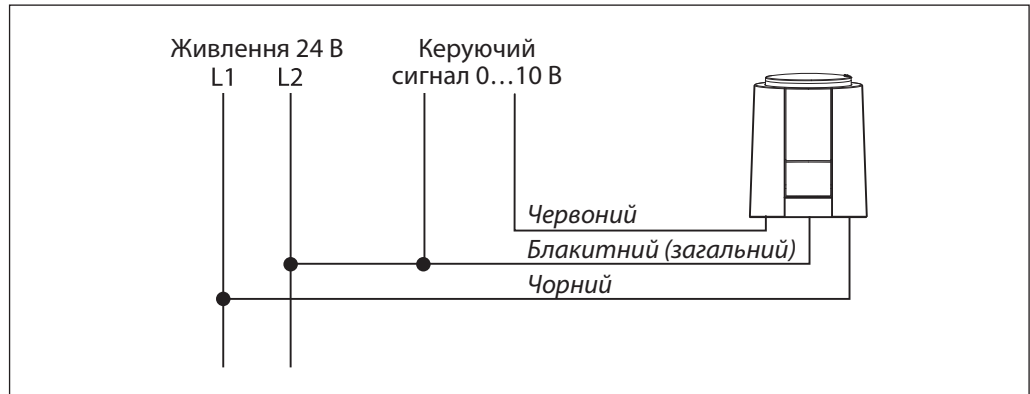 Живлення 24 В
L1 L2
Керуючий
сигнал 0…10 В
Червоний
Блакитний (загальний)
Чорний